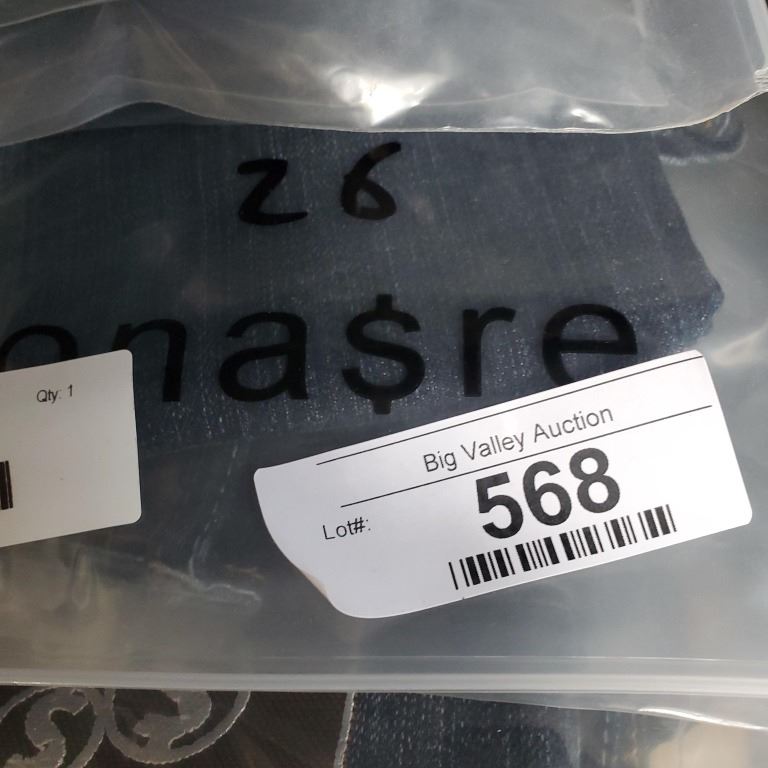 26
na$re
Qty: 1
Big Valley Auction
568
Lot#: